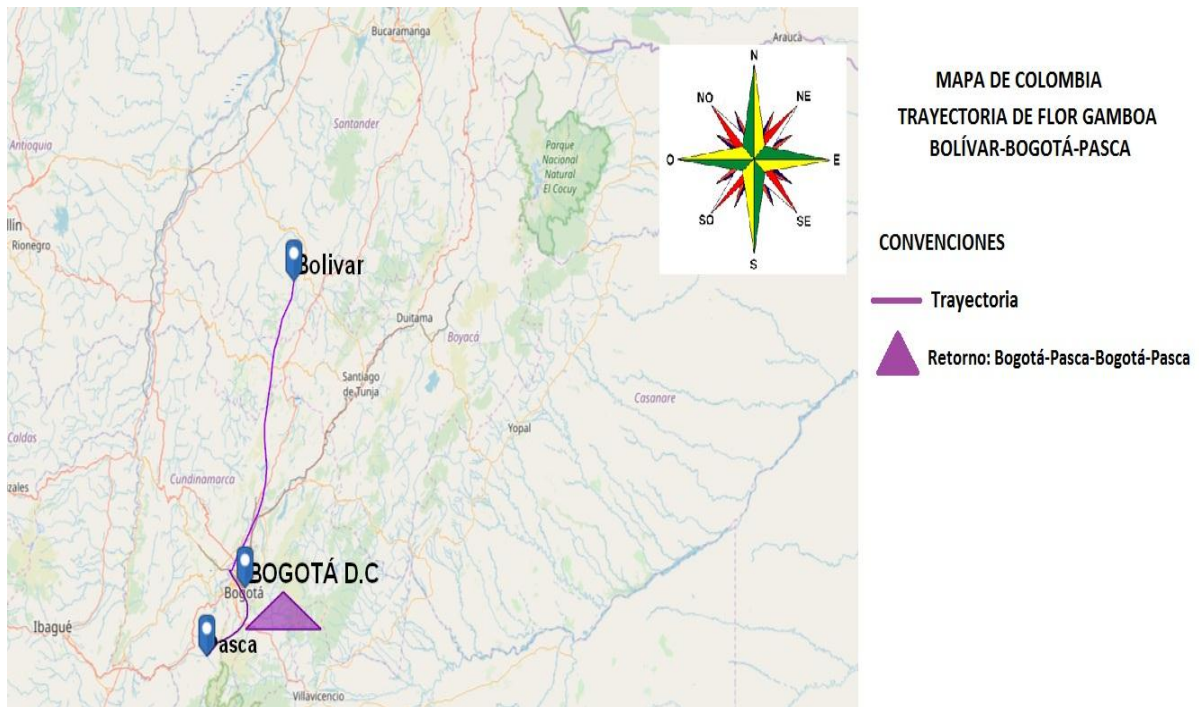 Bucaramanga
Arauca
Santander
Antioquia
Parque
Nacional
Natural
El Cocuy
llín
Rionegro
Bolivar
Duitama
Boyacá
Santiago
de Tunja
Casanare
Caldas
Yopal
zales
Cundinamarca
BOGOTÁ D.C
Bogotá
Ibagué
Pasca
Villavicencio
N
NO
NE
O
E
SO
SE
S
MAPA DE COLOMBIA
TRAYECTORIA DE FLOR GAMBOA
BOLÍVAR-BOGOTÁ-PASCA
CONVENCIONES
Trayectoria
Retorno: Bogotá-Pasca-Bogotá-Pasca